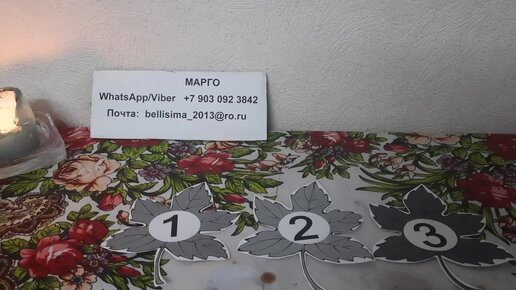 МАРГО
WhatsApp/Viber +7 903 092 3842
Почта: bellisima_2013@ro.ru
1 2 3